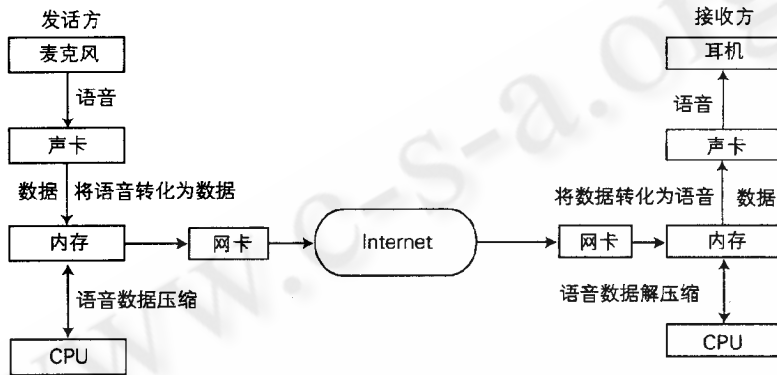 发话方
麦克风
语音
声卡
数据 将语音转化为数据
内存
网卡
Internet
语音数据压缩
CPU
接收方
耳机
语音
声卡
将数据转化为语音 数据
网卡
内存
语音数据解压缩
CPU
www.c-s-a.org